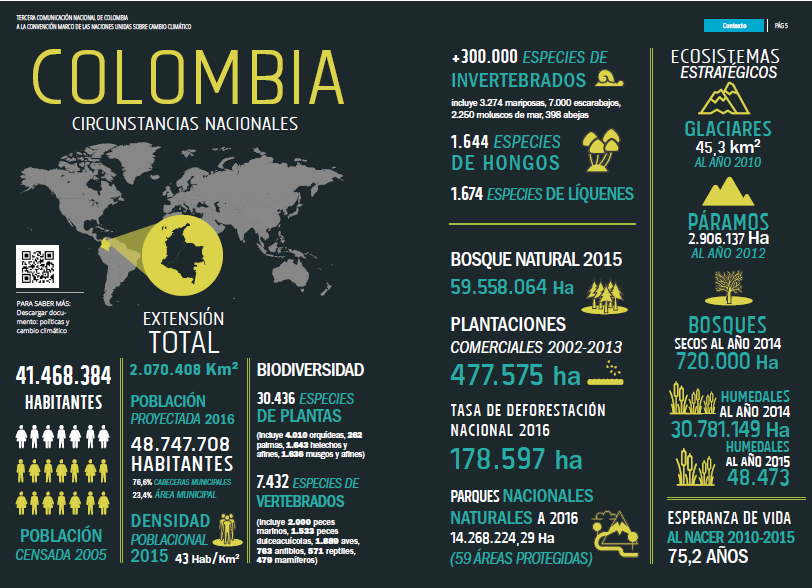 TERCERA COMUNICACIÓN NACIONAL DE COLOMBIA
A LA CONVENCIÓN MARCO DE LAS NACIONES UNIDAS SOBRE CAMBIO CLIMÁTICO
Contexto
PÁG 5
COLOMBIA
CIRCUNSTANCIAS NACIONALES
PARA SABER MÁS:
Descargar docu-
mento: políticas y
cambio climático
EXTENSIÓN
TOTAL
2.070.408 Km²
41.468.384
HABITANTES
POBLACIÓN
CENSADA 2005
POBLACIÓN
PROYECTADA 2016
48.747.708
HABITANTES
76,6% CABECERAS MUNICIPALES
23,4% ÁREA MUNICIPAL
DENSIDAD
POBLACIONAL
2015 43 Hab/Km²
BIODIVERSIDAD
30.436 ESPECIES
DE PLANTAS
(Incluye 4.010 orquídeas, 262
palmas, 1.643 helechos y
afines, 1.636 musgos y afines)
7.432 ESPECIES DE
VERTEBRADOS
(Incluye 2.000 peces
marinos, 1.533 peces
dulceacuícolas, 1.889 aves,
763 anfibios, 571 reptiles,
479 mamíferos)
+300.000 ESPECIES DE
INVERTEBRADOS
incluye 3.274 mariposas, 7.000 escarabajos,
2.250 moluscos de mar, 398 abejas
1.644 ESPECIES
DE HONGOS
1.674 ESPECIES DE LÍQUENES
BOSQUE NATURAL 2015
59.558.064 Ha
PLANTACIONES
COMERCIALES 2002-2013
477.575 ha
TASA DE DEFORESTACIÓN
NACIONAL 2016
178.597 ha
PARQUES NACIONALES
NATURALES A 2016
14.268.224,29 Ha
(59 ÁREAS PROTEGIDAS)
ECOSISTEMAS
ESTRATÉGICOS
GLACIARES
45,3 km²
AL AÑO 2010
PÁRAMOS
2.906.137 Ha
AL AÑO 2012
BOSQUES
SECOS AL AÑO 2014
720.000 Ha
HUMEDALES
AL AÑO 2014
30.781.149 Ha
HUMEDALES
AL AÑO 2015
48.473
ESPERANZA DE VIDA
AL NACER 2010-2015
75,2 AÑOS